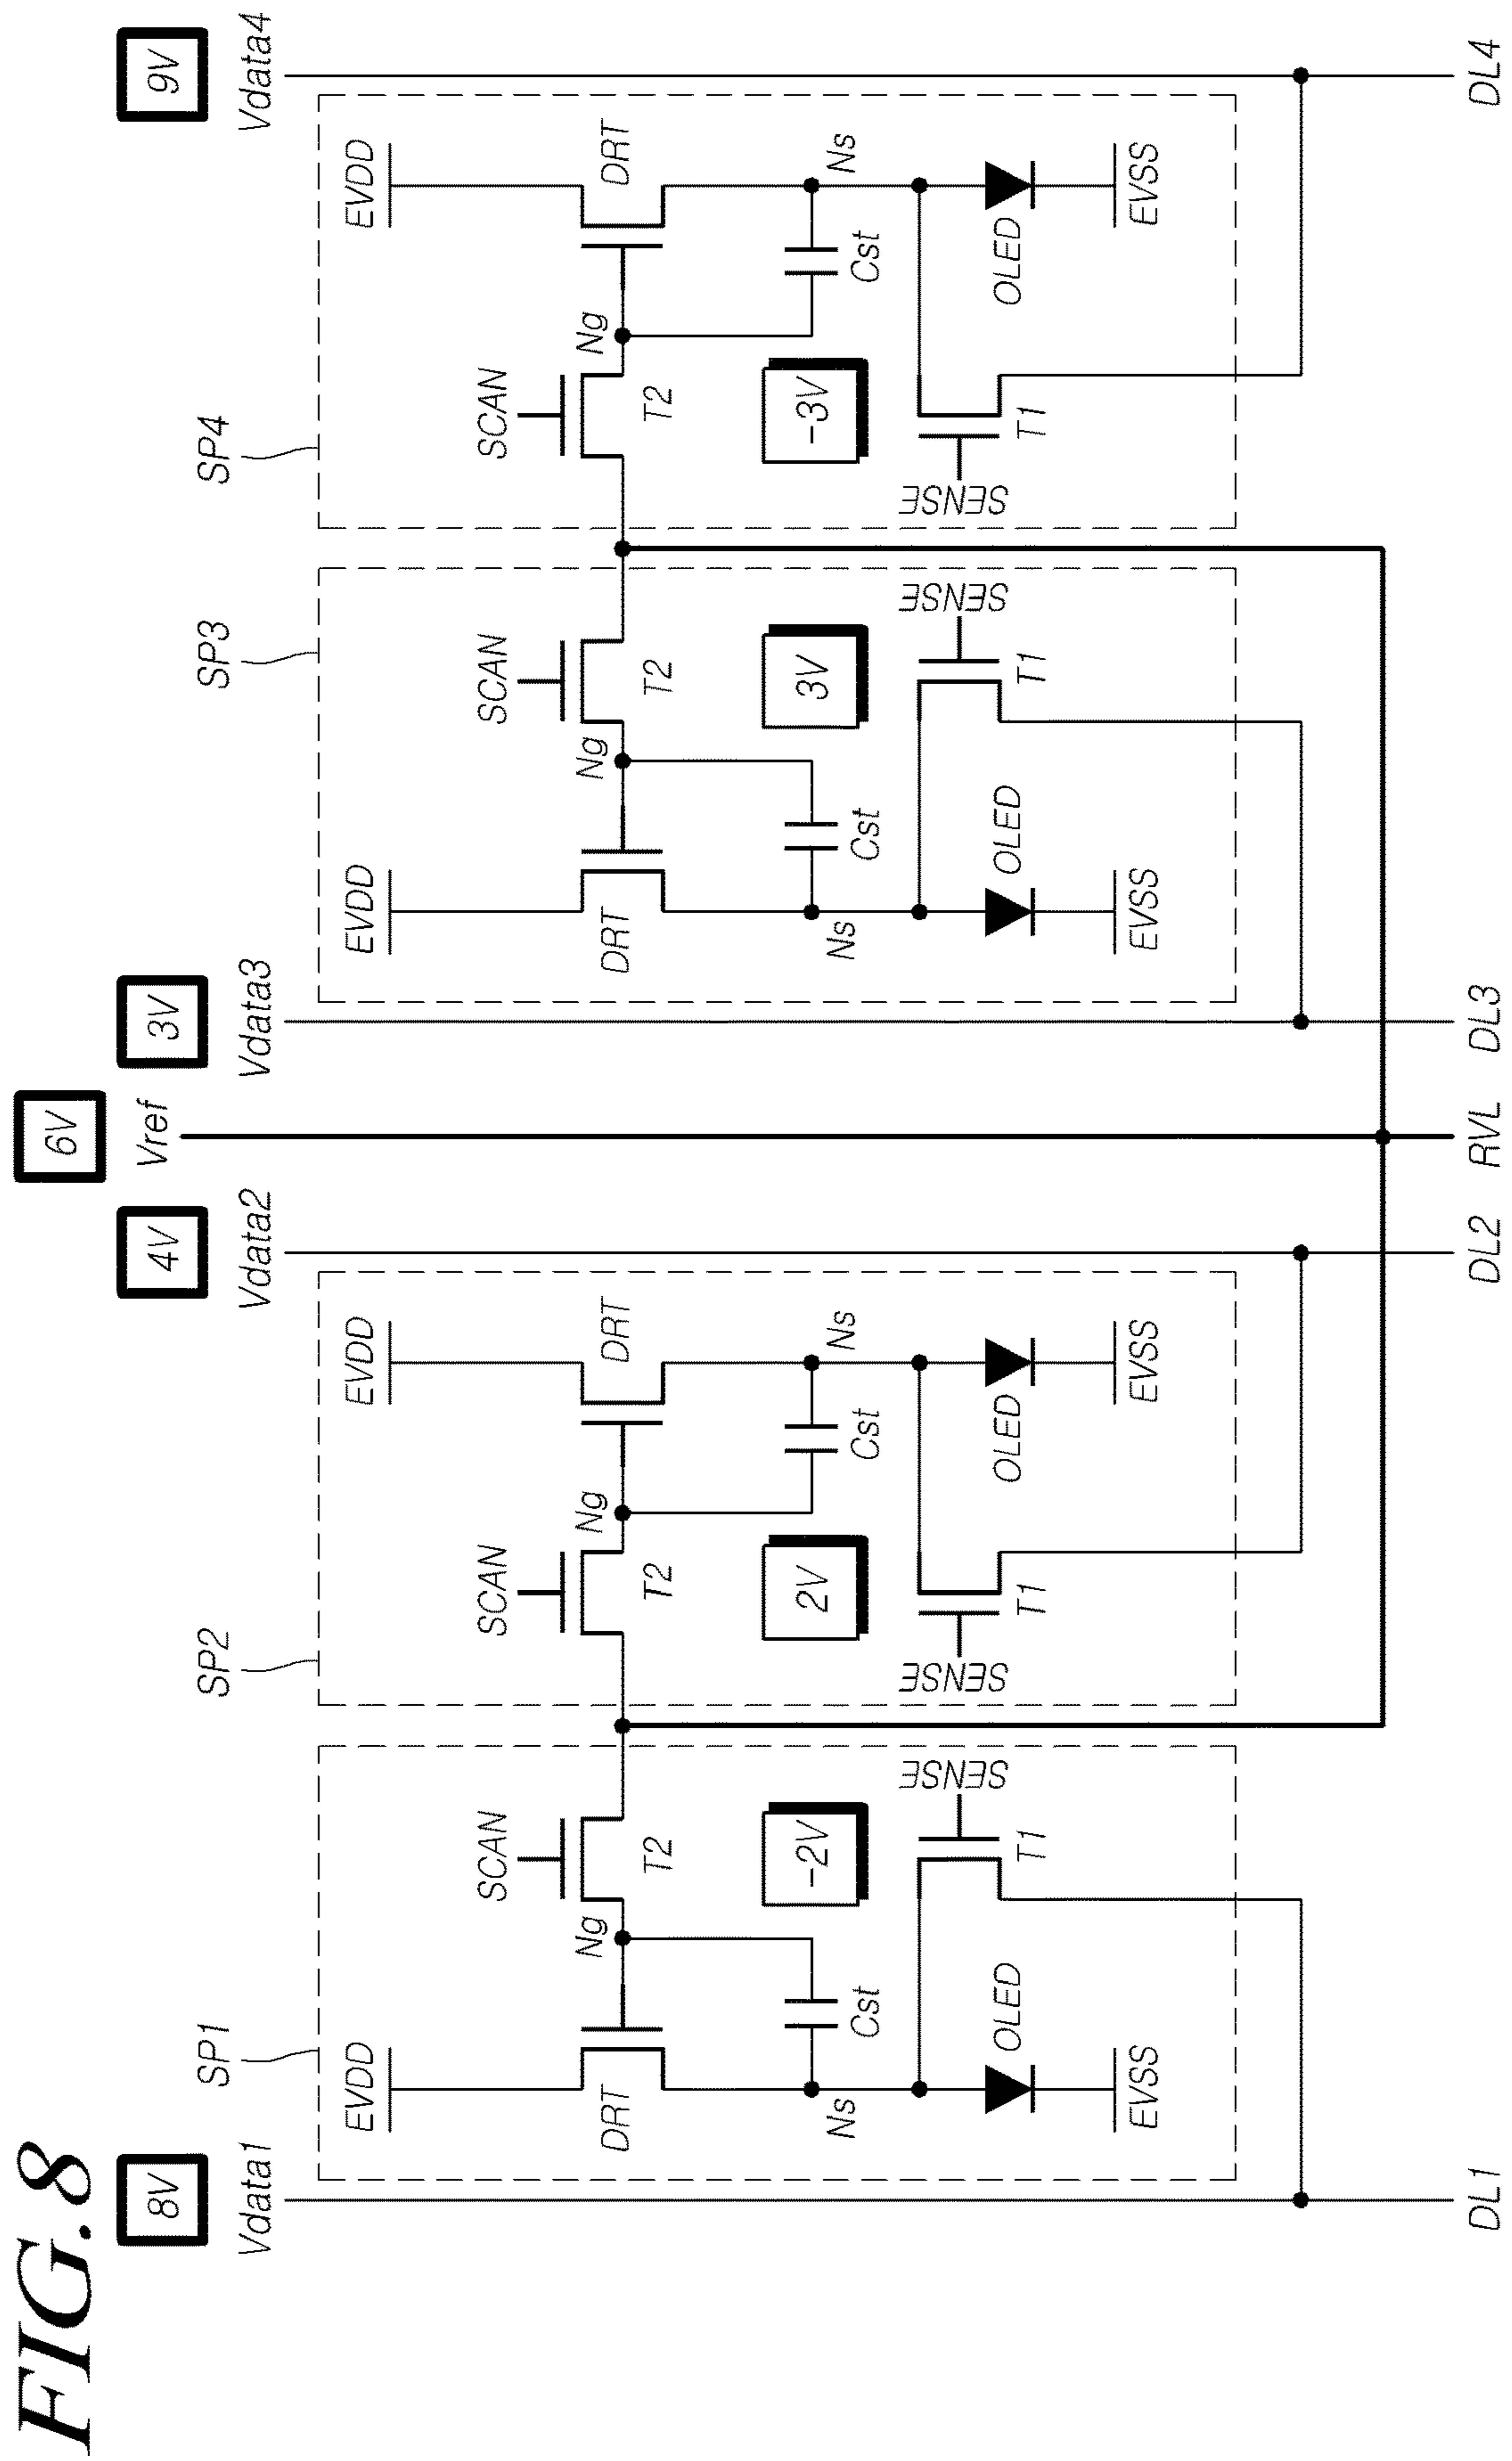 FIG.8
6V
Vref
8V
Vdata1
4V
Vdata2
3V
Vdata3
9V
Vdata4
SP1
SP2
SP3
SP4
EVDD
EVDD
EVDD
EVDD
SCAN
SCAN
SCAN
SCAN
Ng
Ng
Ng
Ng
DRT
T2
T2
DRT
DRT
T2
T2
DRT
-2V
2V
3V
-3V
Ns
Cst
Cst
Ns
Ns
Cst
Cst
Ns
SENSE
SENSE
SENSE
SENSE
OLED
T1
T1
OLED
OLED
T1
T1
OLED
EVSS
EVSS
EVSS
EVSS
DL1
DL2
RVL
DL3
DL4